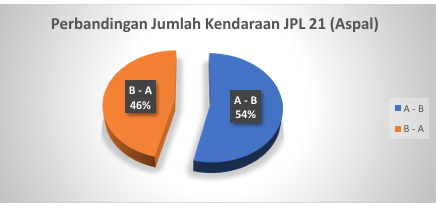 Perbandingan Jumlah Kendaraan JPL 21 (Aspal)
B - A
46%
A - B
54%
A - B
B - A